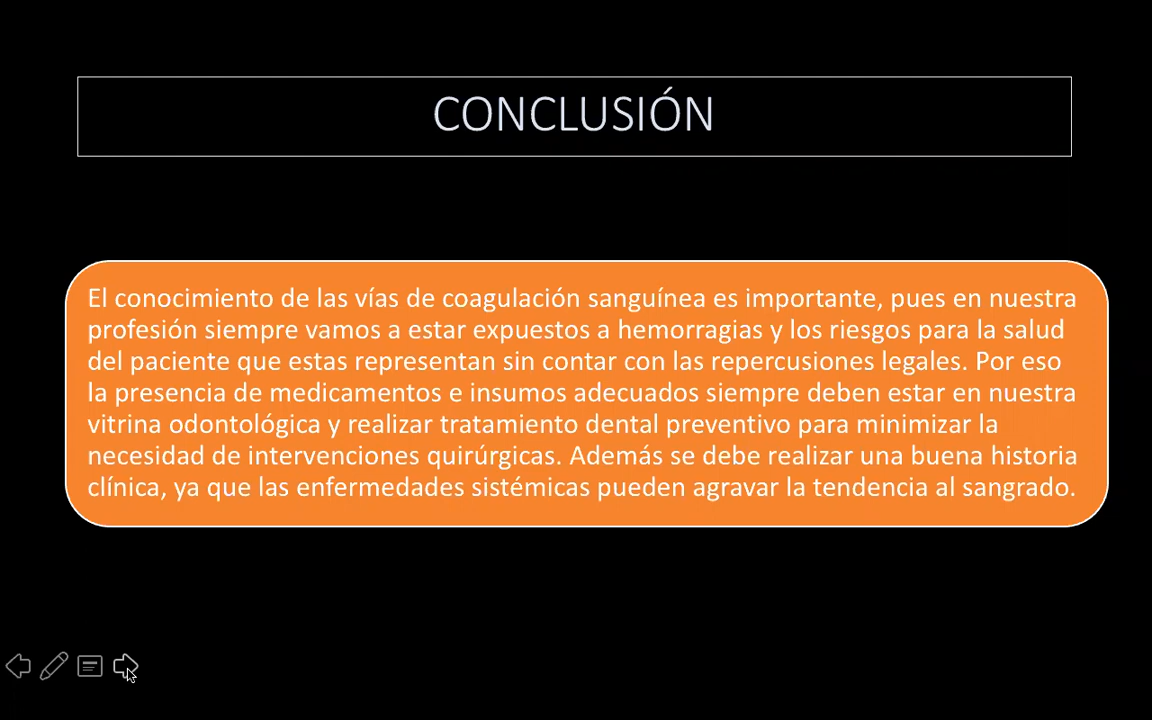 CONCLUSIÓN
El conocimiento de las vías de coagulación sanguínea es importante, pues en nuestra
profesión siempre vamos a estar expuestos a hemorragias y los riesgos para la salud
del paciente que estas representan sin contar con las repercusiones legales. Por eso
la presencia de medicamentos e insumos adecuados siempre deben estar en nuestra
vitrina odontológica y realizar tratamiento dental preventivo para minimizar la
necesidad de intervenciones quirúrgicas. Además se debe realizar una buena historia
clínica, ya que las enfermedades sistémicas pueden agravar la tendencia al sangrado.